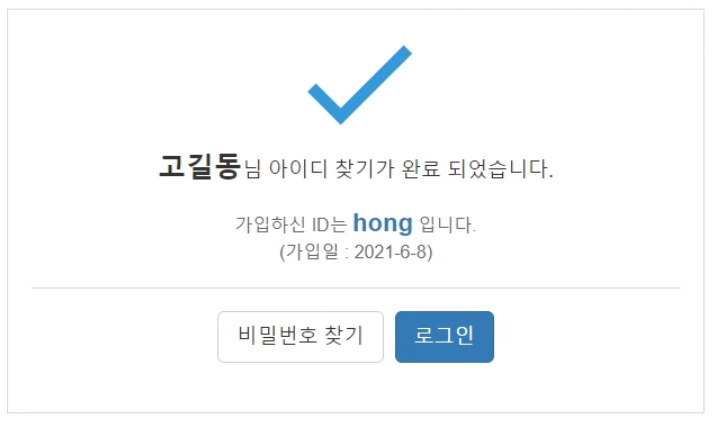 고길동님 아이디 찾기가 완료 되었습니다.
가입하신 ID는 hong 입니다.
(가입일 : 2021-6-8)
비밀번호 찾기 로그인